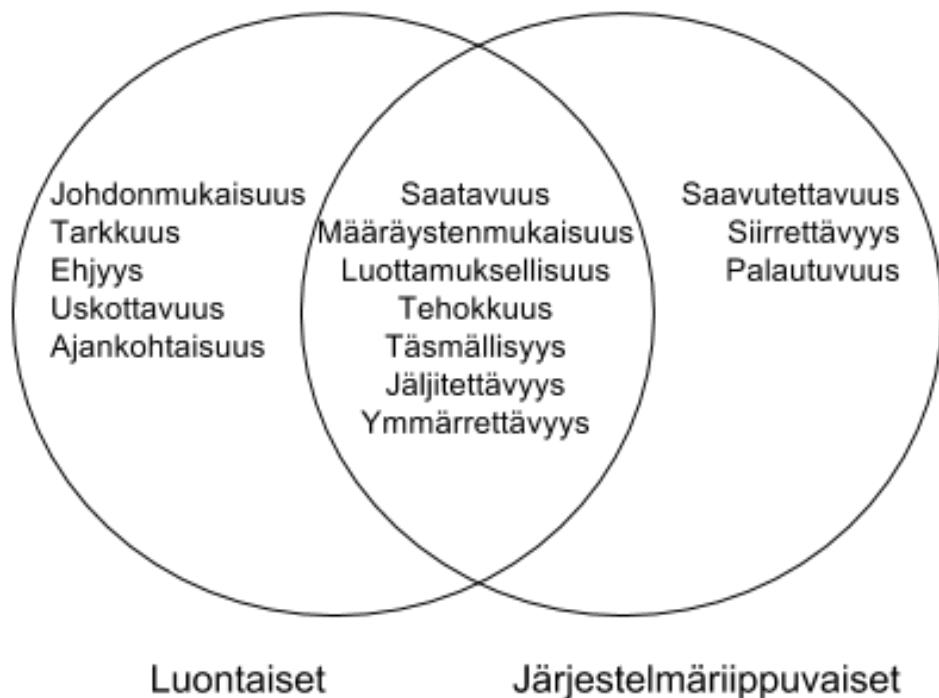 Johdonmukaisuus
Tarkkuus
Ehjyys
Uskottavuus
Ajankohtaisuus
Saatavuus
Määräystenmukaisuus
Luottamuksellisuus
Tehokkuus
Täsmällisyys
Jäljitettävyys
Ymmärrettävyys
Saavutettavuus
Siirrettävyys
Palautuvuus
Luontaiset
Järjestelmäriippuvaiset